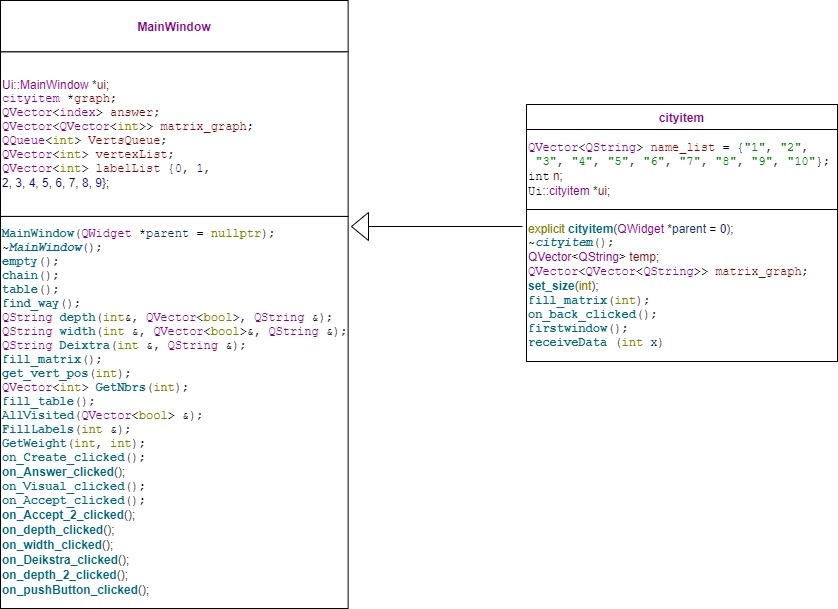 MainWindow
Ui::MainWindow *ui;
cityitem *graph;
QVector<index> answer;
QVector<QVector<int>> matrix_graph;
QQueue<int> VertsQueue;
QVector<int> vertexList;
QVector<int> labelList {0, 1,
2, 3, 4, 5, 6, 7, 8, 9};
MainWindow(QWidget *parent = nullptr);
~MainWindow();
empty();
chain();
table();
find_way();
QString depth(int&, QVector<bool>, QString &);
QString width(int &, QVector<bool>&, QString &);
QString Deixtra(int &, QString &);
fill_matrix();
get_vert_pos(int);
QVector<int> GetNbrs(int);
fill_table();
AllVisited(QVector<bool> &);
FillLabels(int &);
GetWeight(int, int);
on_Create_clicked();
on_Answer_clicked();
on_Visual_clicked();
on_Accept_clicked();
on_Accept_2_clicked();
on_depth_clicked();
on_width_clicked();
on_Deikstra_clicked();
on_depth_2_clicked();
on_pushButton_clicked();
cityitem
QVector<QString> name_list = {"1", "2",
"3", "4", "5", "6", "7", "8", "9", "10"};
int n;
Ui::cityitem *ui;
explicit cityitem(QWidget *parent = 0);
~cityitem();
QVector<QString> temp;
QVector<QVector<QString>> matrix_graph;
set_size(int);
fill_matrix(int);
on_back_clicked();
firstwindow();
receiveData (int x)